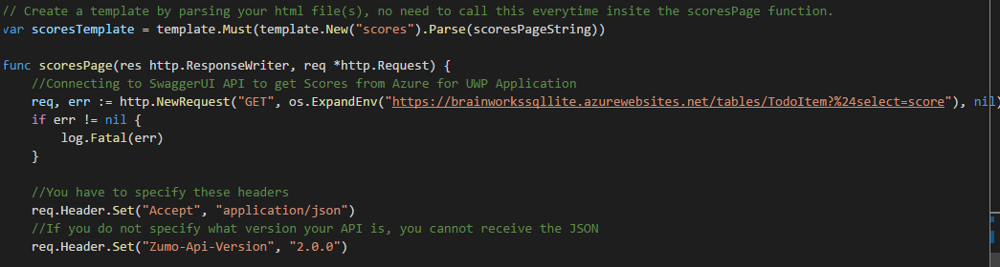 // Create a template by parsing your html file(s), no need to call this everytime insite the scoresPage function.
var scoresTemplate = template.Must(template.New("scores").Parse(scoresPageString))
func scoresPage(res http.ResponseWriter, req *http.Request) {
//Connecting to SwaggerUI API to get Scores from Azure for UWP Application
req, err := http.NewRequest("GET", os.ExpandEnv("https://brainworkssqllite.azurewebsites.net/tables/TodoItem?%24select=score"), nil)
if err != nil {
log.Fatal(err)
}
//You have to specify these headers
req.Header.Set("Accept", "application/json")
//If you do not specify what version your API is, you cannot receive the JSON
req.Header.Set("Zumo-Api-Version", "2.0.0")